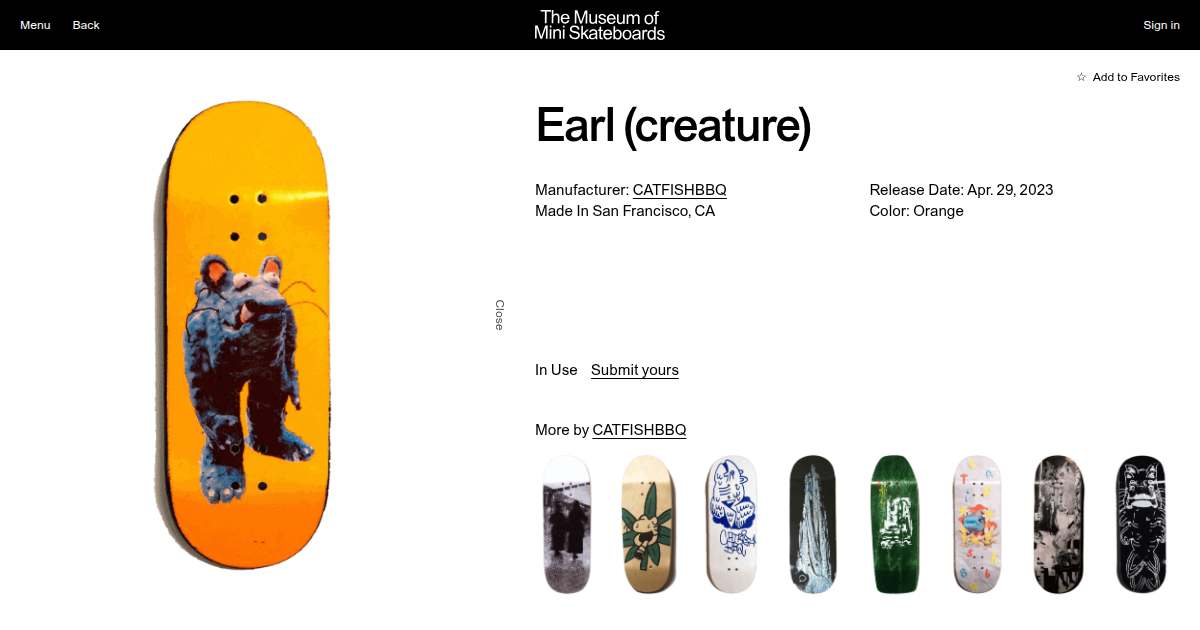 Menu
Back
The Museum of
Mini Skateboards
Sign in
☆ Add to Favorites
Earl (creature)
Manufacturer: CATFISHBBQ
Made In San Francisco, CA
Release Date: Apr. 29, 2023
Color: Orange
Close
In Use Submit yours
More by CATFISHBBQ